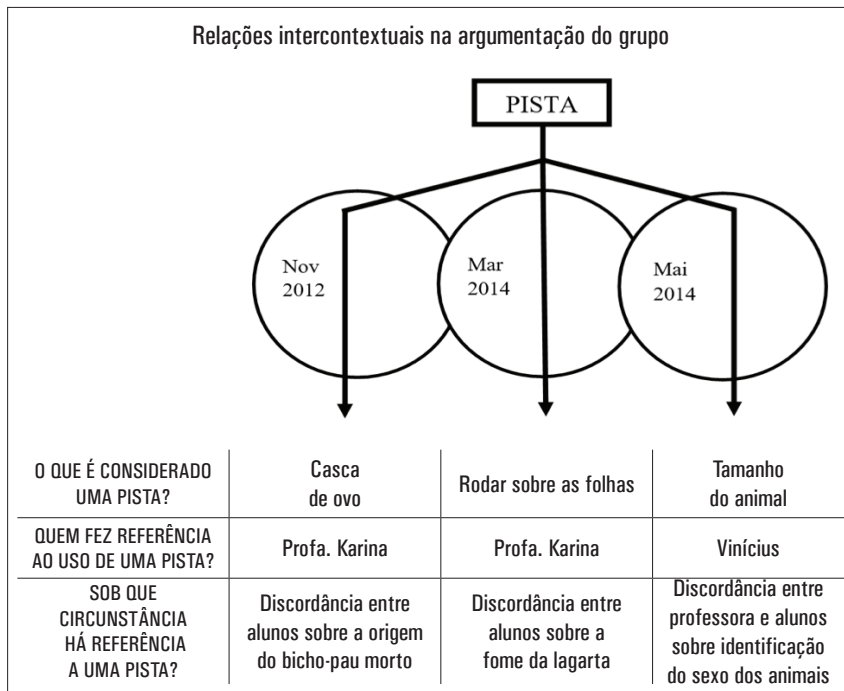 Relações intercontextuais na argumentação do grupo
PISTA
Nov
2012
Mar
2014
Mai
2014
O QUE É CONSIDERADO
UMA PISTA?
Casca
de ovo
Rodar sobre as folhas
Tamanho
do animal
QUEM FEZ REFERÊNCIA
AO USO DE UMA PISTA?
Profa. Karina
Profa. Karina
Vinícius
SOB QUE
CIRCUNSTÂNCIA
HÁ REFERÊNCIA
A UMA PISTA?
Discordância entre
alunos sobre a origem
do bicho-pau morto
Discordância entre
alunos sobre a
fome da lagarta
Discordância entre
professora e alunos
sobre identificação
do sexo dos animais